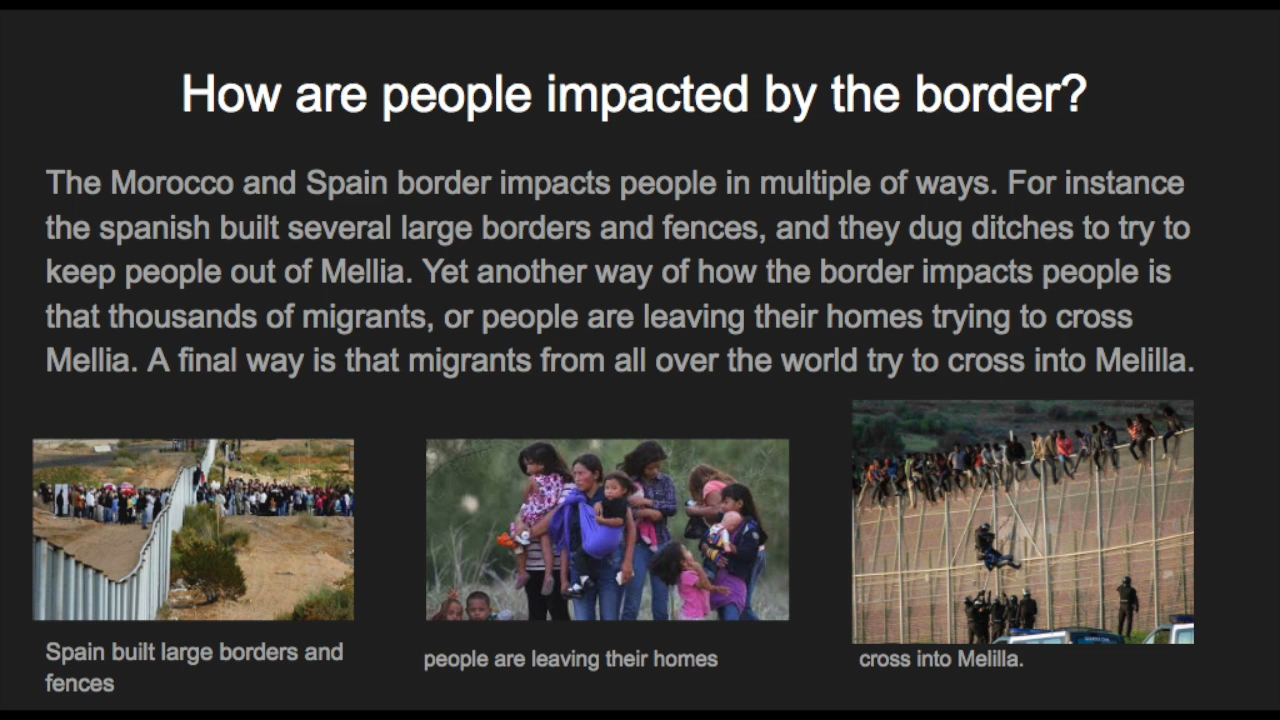 How are people impacted by the border?
The Morocco and Spain border impacts people in multiple of ways. For instance
the spanish built several large borders and fences, and they dug ditches to try to
keep people out of Mellia. Yet another way of how the border impacts people is
that thousands of migrants, or people are leaving their homes trying to cross
Mellia. A final way is that migrants from all over the world try to cross into Melilla.
Spain built large borders and
fences
people are leaving their homes
cross into Melilla.